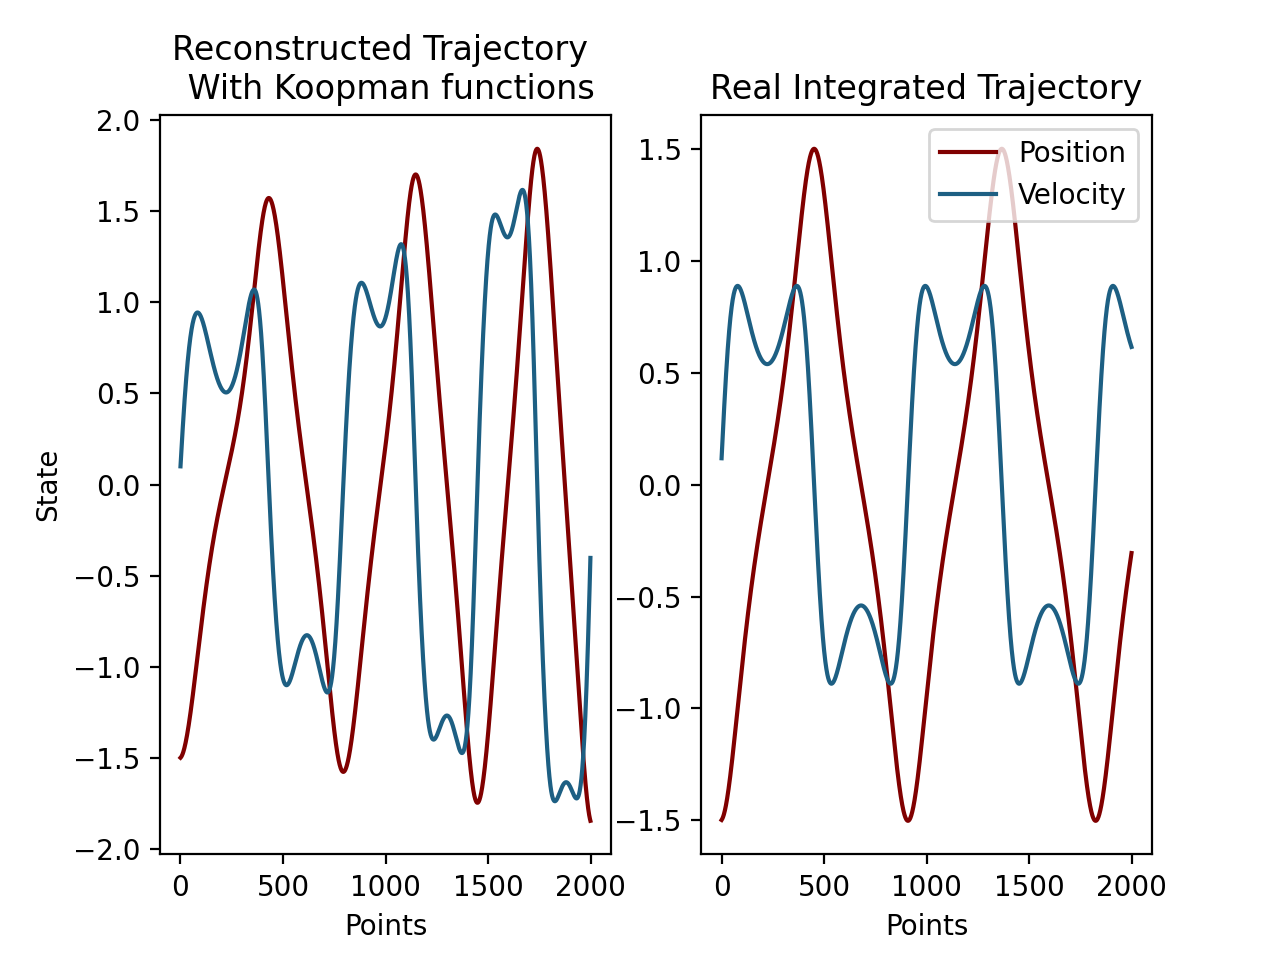 Reconstructed Trajectory
With Koopman functions
Real Integrated Trajectory
State
2.0
1.5
1.0
0.5
0.0
−0.5
−1.0
−1.5
−2.0
0 500 1000 1500 2000
Points
1.5
1.0
0.5
0.0
−0.5
−1.0
−1.5
0 500 1000 1500 2000
Points
Position
Velocity